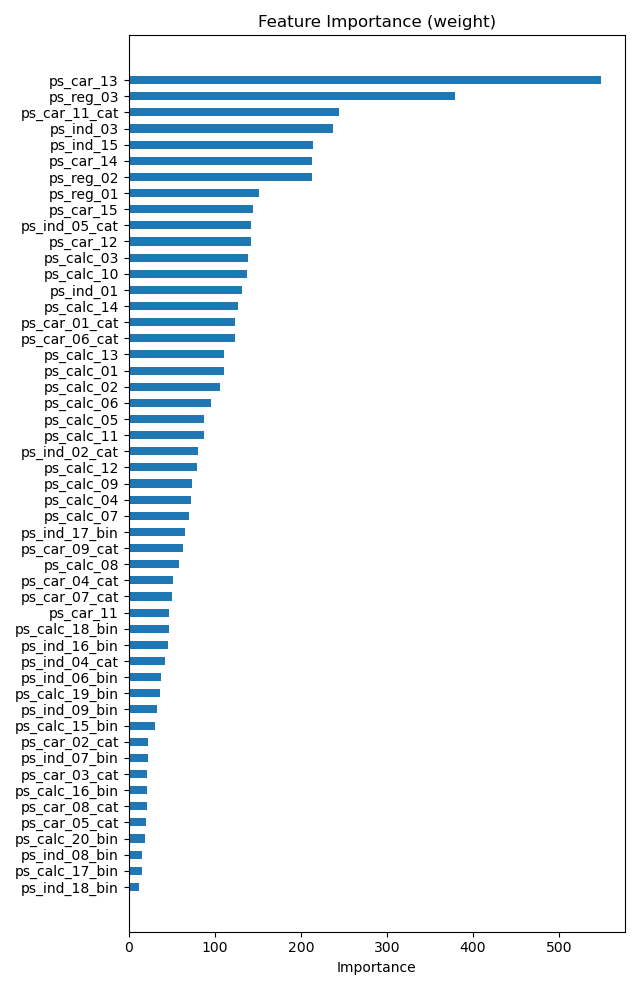 Feature Importance (weight)
ps_car_13
ps_reg_03
ps_car_11_cat
ps_ind_03
ps_ind_15
ps_car_14
ps_reg_02
ps_reg_01
ps_car_15
ps_ind_05_cat
ps_car_12
ps_calc_03
ps_calc_10
ps_ind_01
ps_calc_14
ps_car_01_cat
ps_car_06_cat
ps_calc_13
ps_calc_01
ps_calc_02
ps_calc_06
ps_calc_05
ps_calc_11
ps_ind_02_cat
ps_calc_12
ps_calc_09
ps_calc_04
ps_calc_07
ps_ind_17_bin
ps_car_09_cat
ps_calc_08
ps_car_04_cat
ps_car_07_cat
ps_car_11
ps_calc_18_bin
ps_ind_16_bin
ps_ind_04_cat
ps_ind_06_bin
ps_calc_19_bin
ps_ind_09_bin
ps_calc_15_bin
ps_car_02_cat
ps_ind_07_bin
ps_car_03_cat
ps_calc_16_bin
ps_car_08_cat
ps_car_05_cat
ps_calc_20_bin
ps_ind_08_bin
ps_calc_17_bin
ps_ind_18_bin
0 100 200 300 400 500
Importance